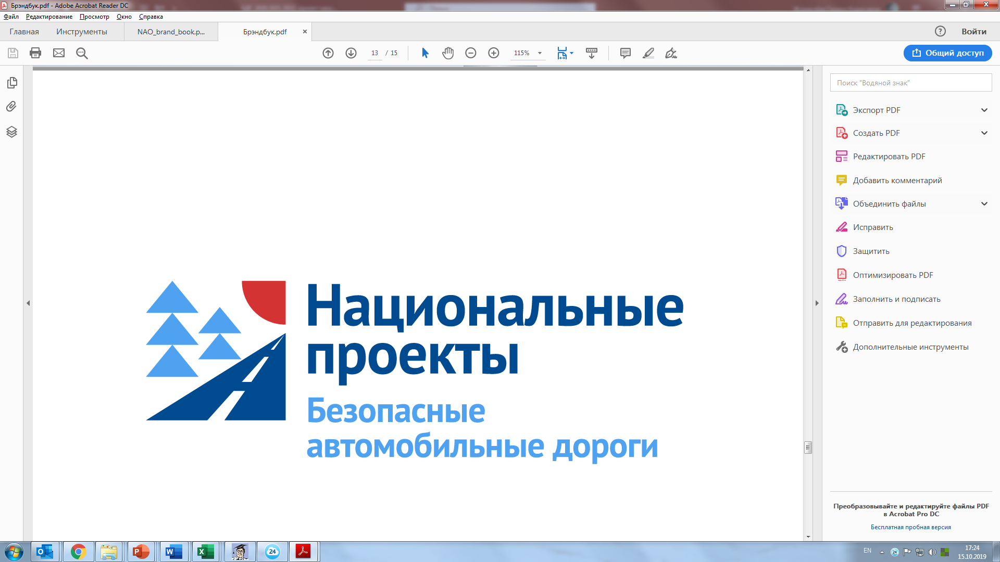 Брэндбук.pdf - Adobe Acrobat Reader DC
Файл Редактирование Просмотр Окно Справка
Главная Инструменты NAO_brand_book.p... Брэндбук.pdf Войти
13 / 15 115% Общий доступ
Поиск "Водяной знак"
Экспорт PDF
Создать PDF
Редактировать PDF
Добавить комментарий
Объединить файлы
Исправить
Защитить
Оптимизировать PDF
Заполнить и подписать
Отправить для редактирования
Дополнительные инструменты
Национальные
проекты
Безопасные
автомобильные дороги
Преобразовывайте и редактируйте файлы PDF
в Acrobat Pro DC
Бесплатная пробная версия
EN
17:24
15.10.2019